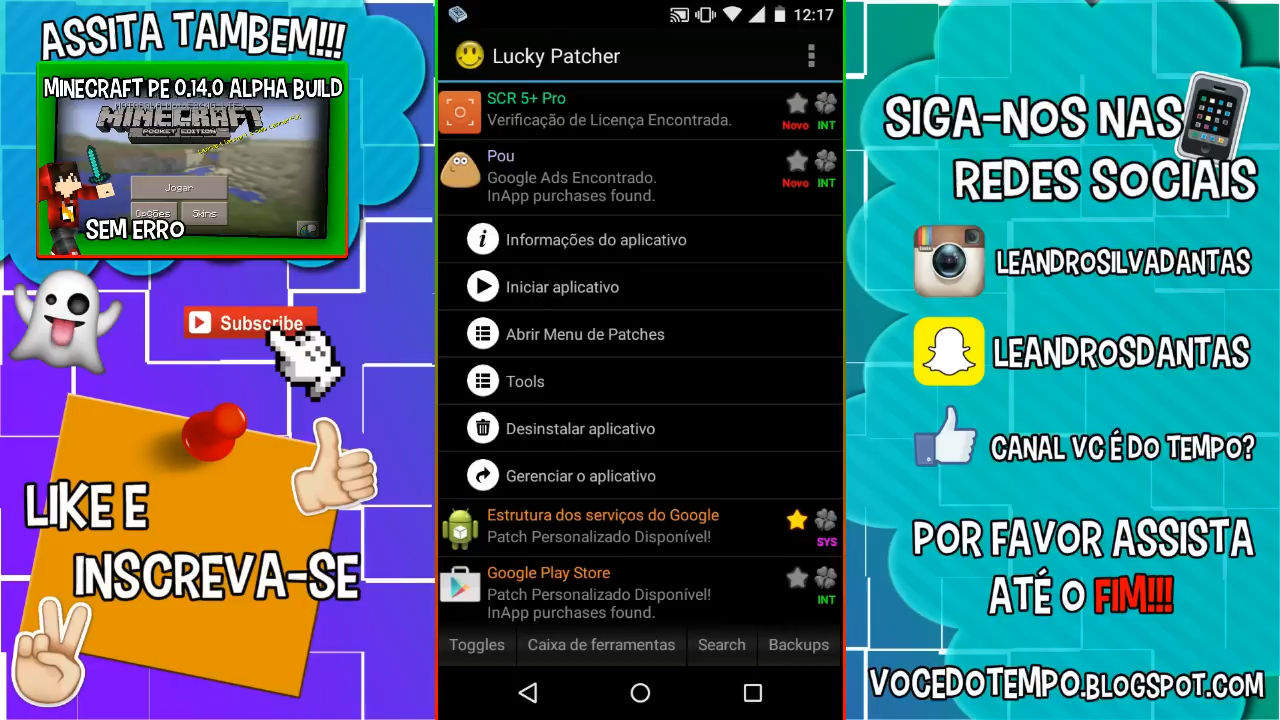 ASSITA TAMBEM!!!
MINECRAFT PE 0.14.0 ALPHA BUILD
MINECRAFT
POCKET EDITION
Jogar
Opções
Skins
SEM ERRO
Subscribe
LIKE E
INSCREVA-SE
12:17
Lucky Patcher
SCR 5+ Pro
Verificação de Licença Encontrada.
Novo
INT
Pou
Google Ads Encontrado.
InApp purchases found.
Novo
INT
Informações do aplicativo
Iniciar aplicativo
Abrir Menu de Patches
Tools
Desinstalar aplicativo
Gerenciar o aplicativo
Estrutura dos serviços do Google
Patch Personalizado Disponível!
SYS
Google Play Store
Patch Personalizado Disponível!
InApp purchases found.
INT
Toggles
Caixa de ferramentas
Search
Backups
SIGA-NOS NAS
REDES SOCIAIS
LEANDROSILVADANTAS
LEANDROSDANTAS
CANAL VC É DO TEMPO?
POR FAVOR ASSISTA
ATÉ O FIM!!!
VOCEDOTEMPO.BLOGSPOT.COM